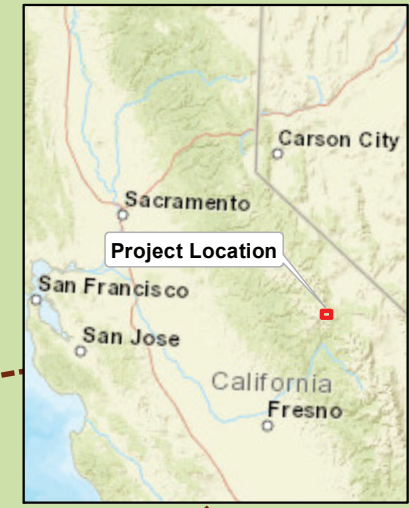 Carson City
Sacramento
Project Location
San Francisco
San Jose
California
Fresno